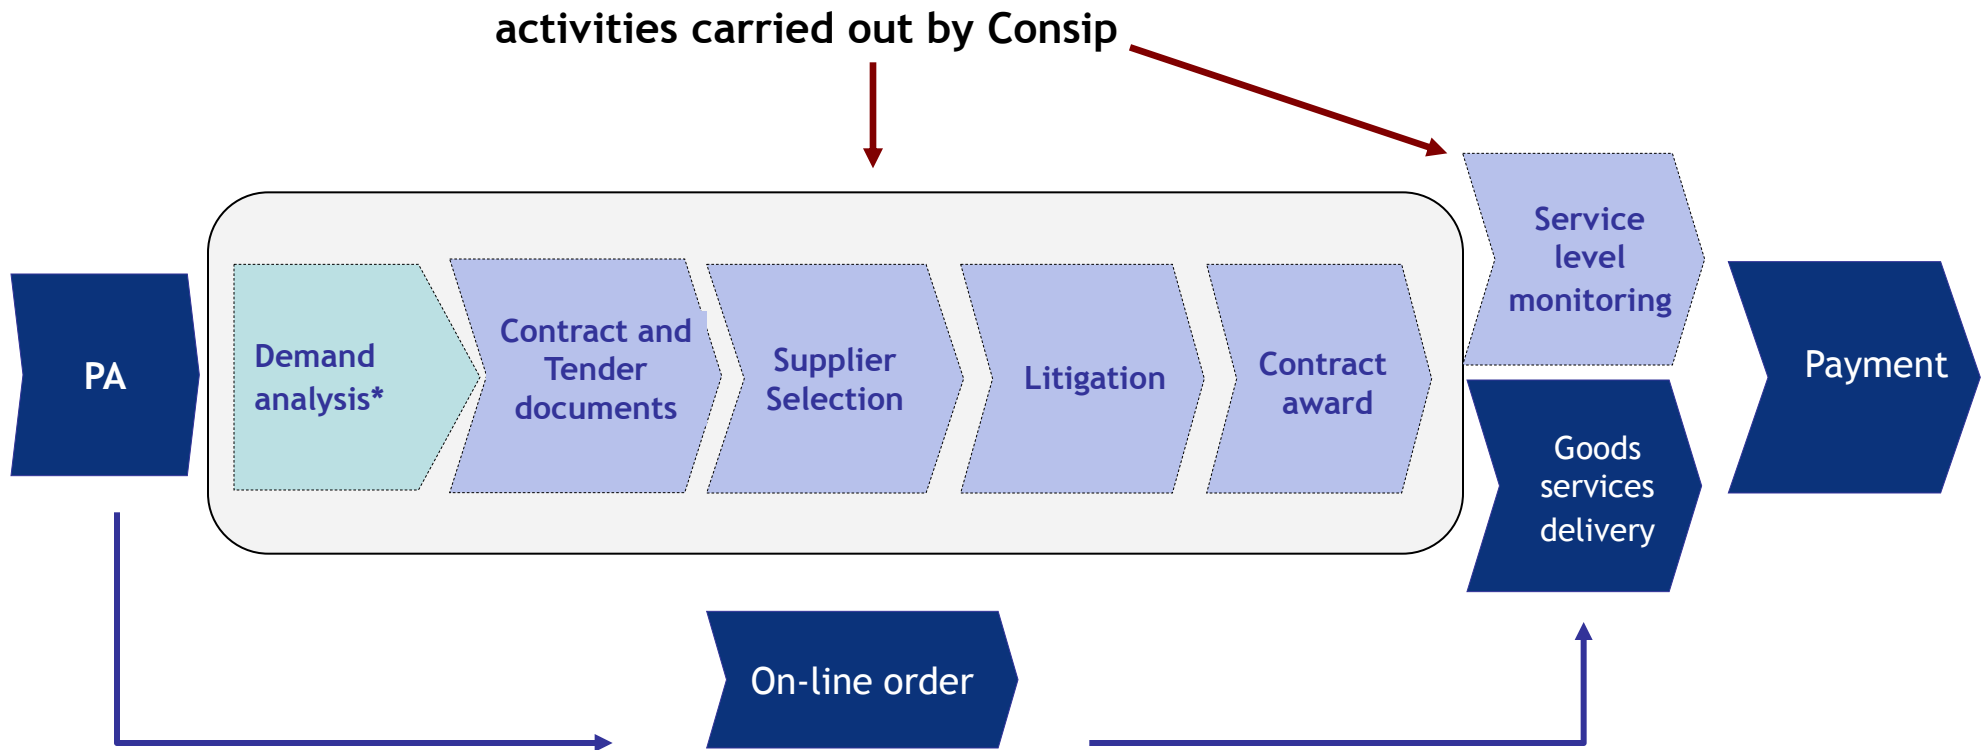 activities carried out by Consip
PA
Demand
analysis*
Contract and
Tender
documents
Supplier
Selection
Litigation
Contract
award
Service
level
monitoring
Goods
services
delivery
Payment
On-line order